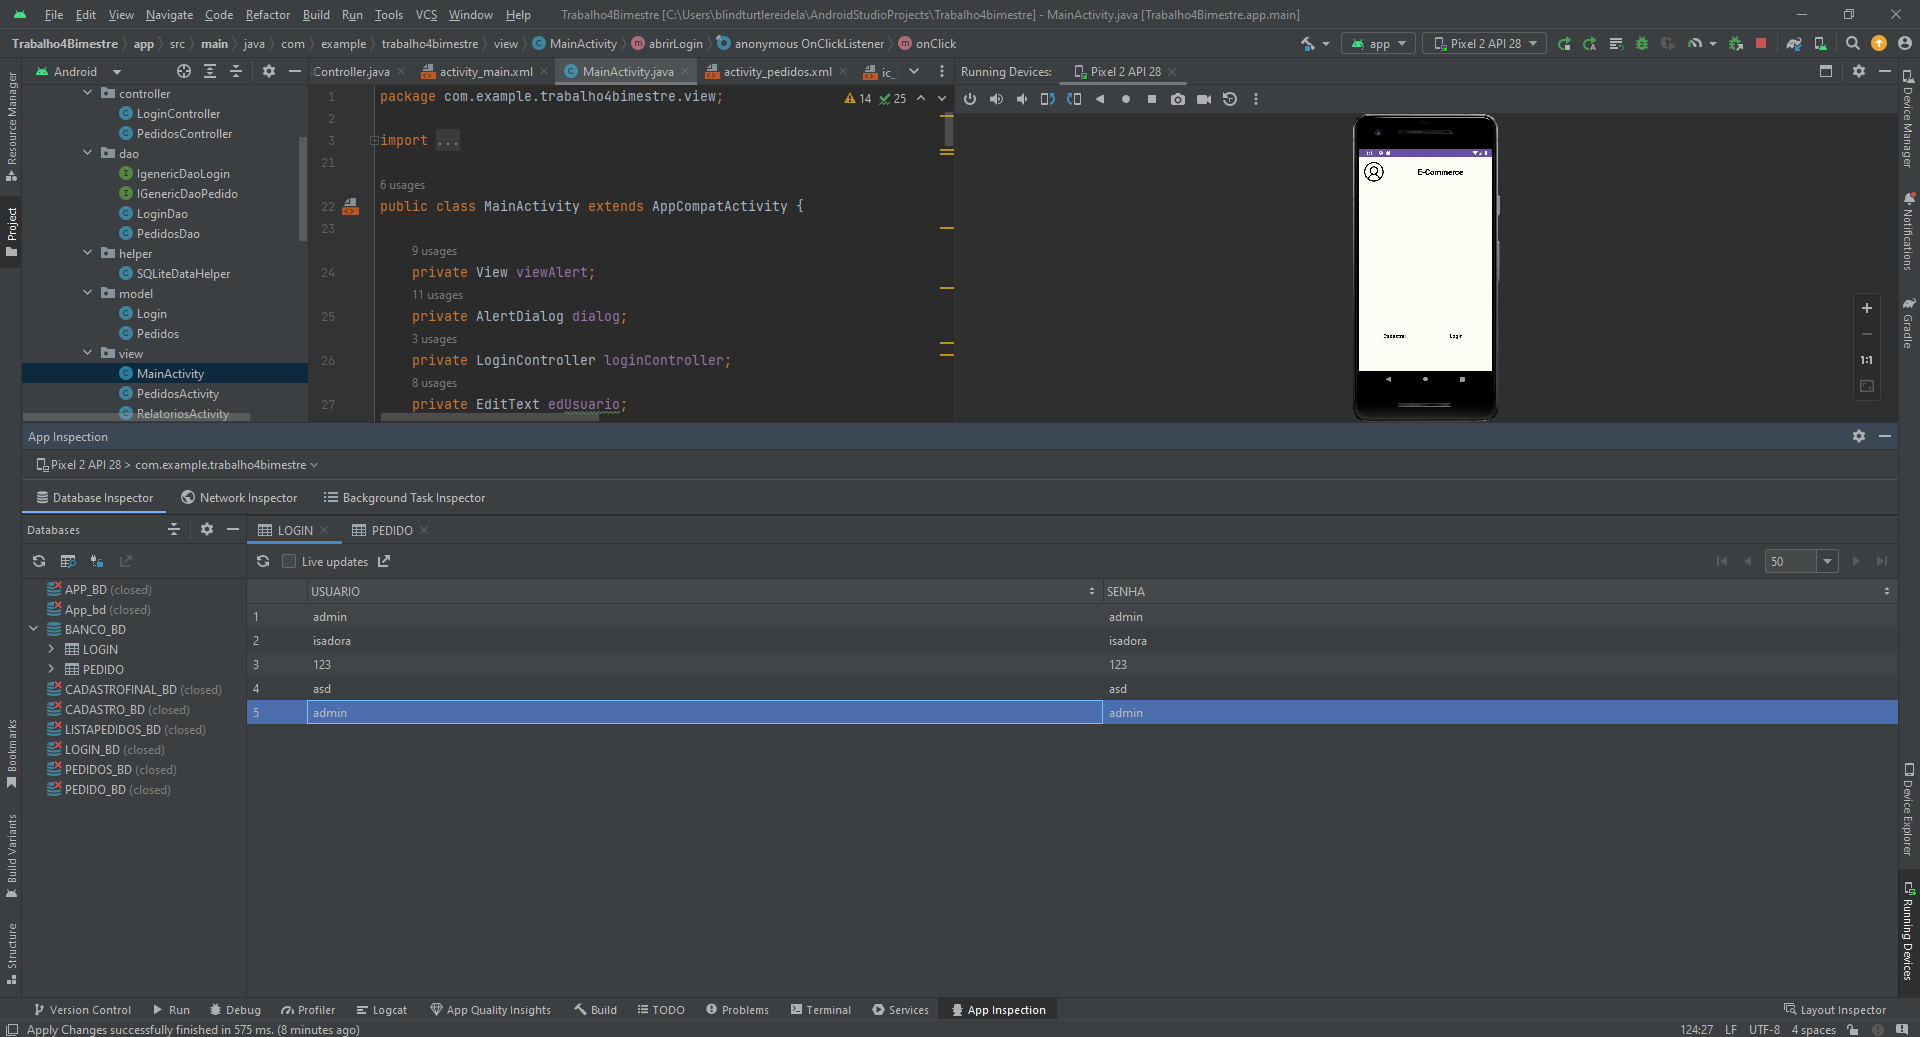 File Edit View Navigate Code Refactor Build Run Tools VCS Window Help Trabalho4Bimestre [C:\Users\blindturtlereidela\AndroidStudioProjects\Trabalho4bimestre] - MainActivity.java [Trabalho4Bimestre.app.main]
Trabalho4Bimestre app src main java com example trabalho4bimestre view MainActivity abrirLogin anonymous OnClickListener onClick app Pixel 2 API 28
Android
Controller.java activity_main.xml MainActivity.java activity_pedidos.xml ic_
Running Devices: Pixel 2 API 28
Resource Manager
Project
Bookmarks
Build Variants
Structure
controller
LoginController
PedidosController
dao
IgenericDaoLogin
IGenericDaoPedido
LoginDao
PedidosDao
helper
SQLiteDataHelper
model
Login
Pedidos
view
MainActivity
PedidosActivity
RelatoriosActivity
1 package com.example.trabalho4bimestre.view; 14 25
2
3 import ...
21
6 usages
22 public class MainActivity extends AppCompatActivity {
23
9 usages
24 private View viewAlert;
11 usages
25 private AlertDialog dialog;
3 usages
26 private LoginController loginController;
8 usages
27 private EditText edUsuario;
E-Commerce
Cadastrar Login
1:1
Device Manager
Notifications
Gradle
Device Explorer
Running Devices
App Inspection
Pixel 2 API 28 > com.example.trabalho4bimestre
Database Inspector Network Inspector Background Task Inspector
Databases
LOGIN PEDIDO
Live updates 50
APP_BD (closed)
App_bd (closed)
BANCO_BD
LOGIN
PEDIDO
CADASTROFINAL_BD (closed)
CADASTRO_BD (closed)
LISTAPEDIDOS_BD (closed)
LOGIN_BD (closed)
PEDIDOS_BD (closed)
PEDIDO_BD (closed)
USUARIO SENHA
1 admin admin
2 isadora isadora
3 123 123
4 asd asd
5 admin admin
Version Control Run Debug Profiler Logcat App Quality Insights Build TODO Problems Terminal Services App Inspection Layout Inspector
Apply Changes successfully finished in 575 ms. (8 minutes ago) 124:27 LF UTF-8 4 spaces